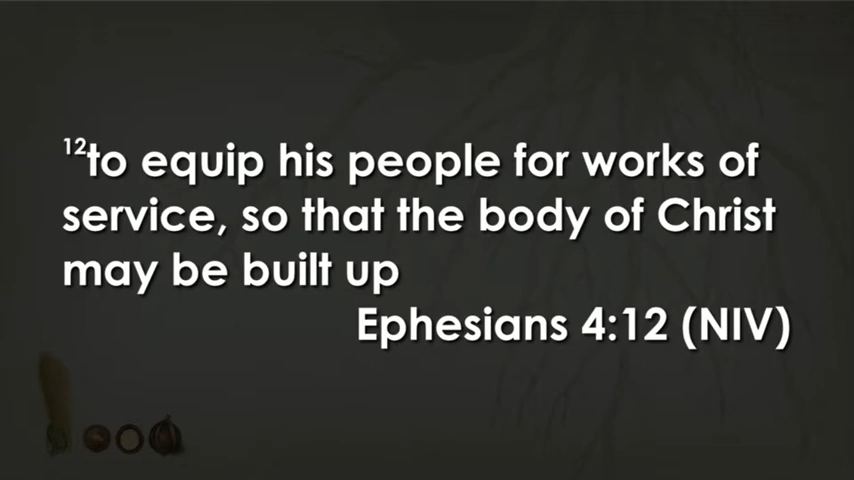 12to equip his people for works of
service, so that the body of Christ
may be built up
Ephesians 4:12 (NIV)